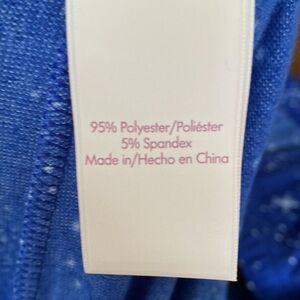 95% Polyester/Poliéster
5% Spandex
Made in/Hecho en China